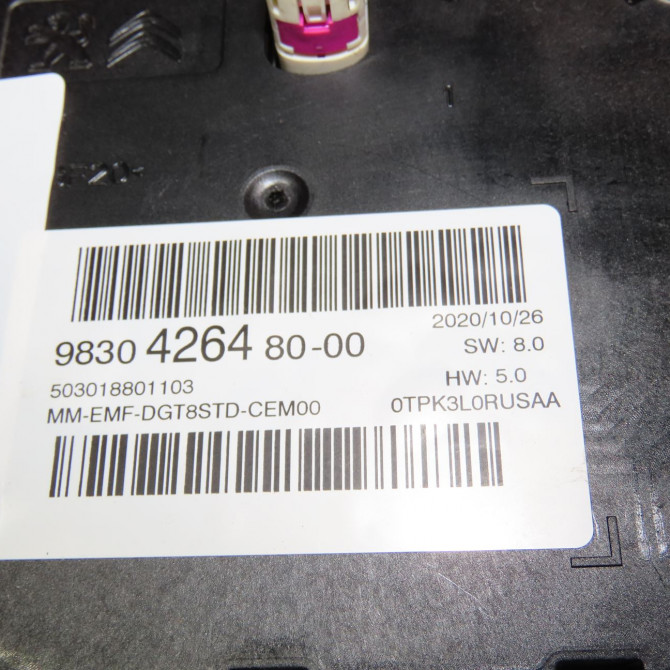 2020/10/26
9830 4264 80-00
SW: 8.0
503018801103
HW: 5.0
MM-EMF-DGT8STD-CEM00
0TPK3L0RUSAA